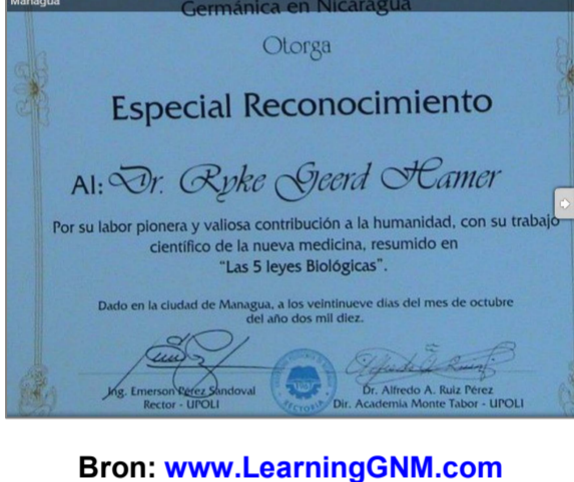 Managua
Germánica en Nicaragua
Otorga
Especial Reconocimiento
Al: Dr. Ryke Geerd Hamer
Por su labor pionera y valiosa contribución a la humanidad, con su trabajo
científico de la nueva medicina, resumido en
"Las 5 leyes Biológicas".
Dado en la ciudad de Managua, a los veintinueve días del mes de octubre
del año dos mil diez.
Ing. Emerson Pérez Sandoval
Rector - UPOLI
RECTORIA
Dr. Alfredo A. Ruiz Pérez
Dir. Academia Monte Tabor - UPOLI
Bron: www.LearningGNM.com